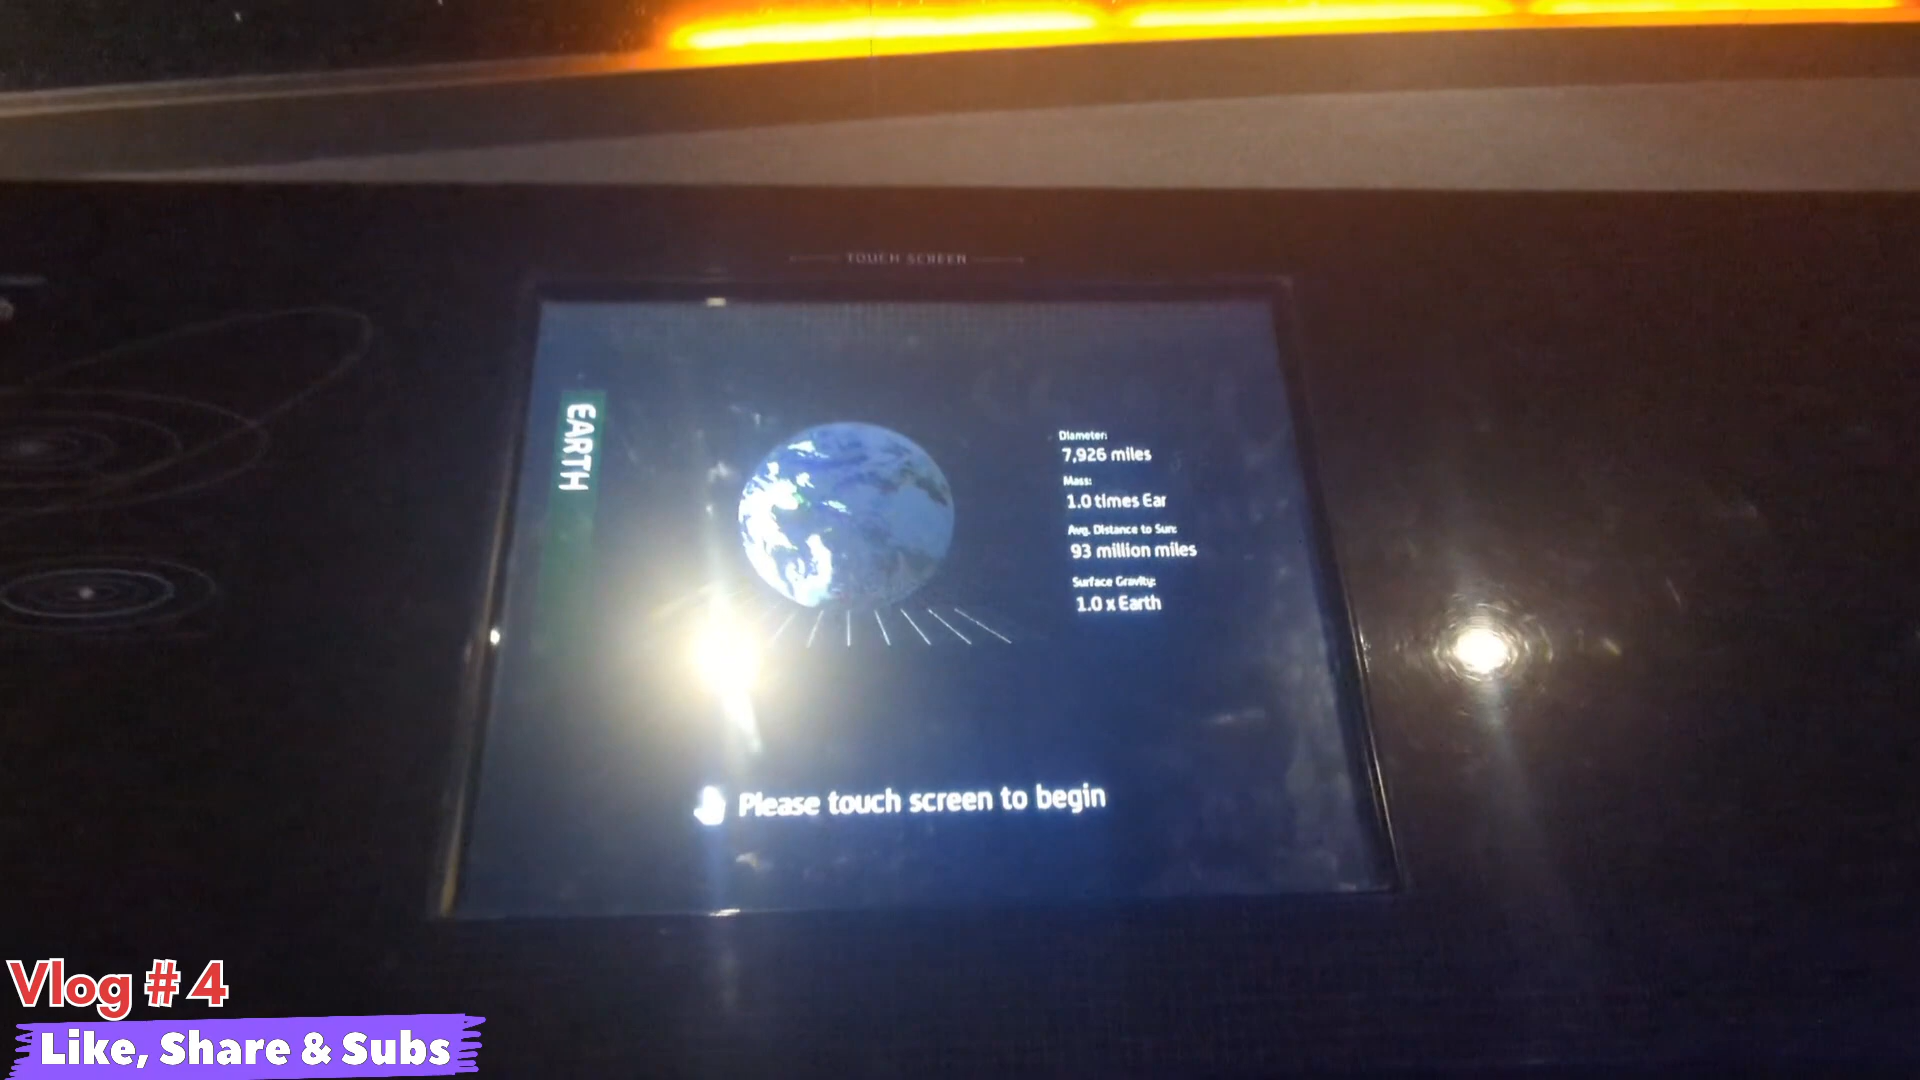 TOUCH SCREEN
EARTH
Diameter:
7,926 miles
Mass:
1.0 times Ear
Avg. Distance to Sun:
93 million miles
Surface Gravity:
1.0 x Earth
Please touch screen to begin
Vlog # 4
Like, Share & Subs